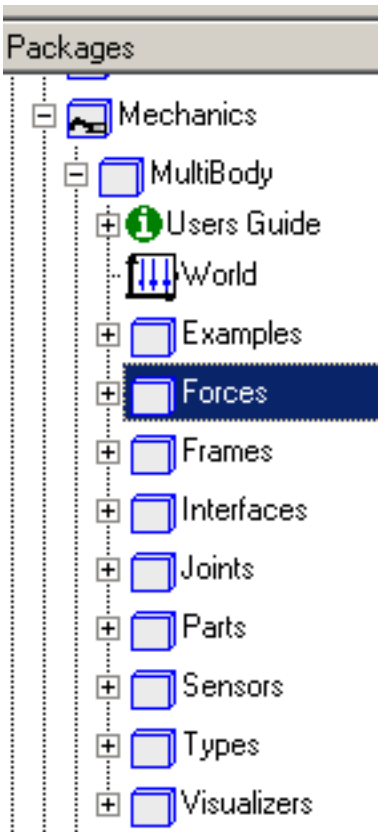 Packages
Mechanics
MultiBody
Users Guide
World
Examples
Forces
Frames
Interfaces
Joints
Parts
Sensors
Types
Visualizers